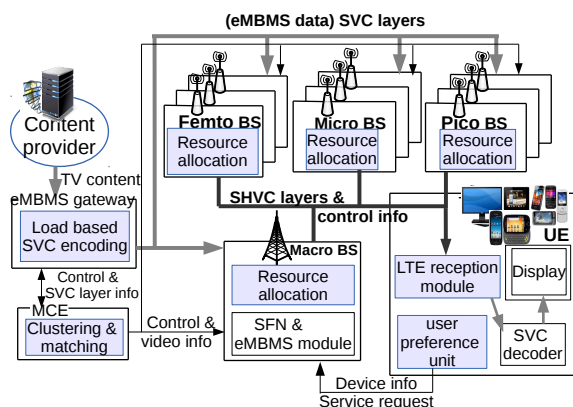 (eMBMS data) SVC layers
Content
provider
Femto BS
Resource
allocation
Micro BS
Resource
allocation
Pico BS
Resource
allocation
TV content
eMBMS gateway
Load based
SVC encoding
SHVC layers &
control info
Control &
SVC layer info
MCE
Clustering &
matching
Control &
video info
Macro BS
Resource
allocation
SFN &
eMBMS module
UE
LTE reception
module
Display
user
preference
unit
SVC
decoder
Device info
Service request